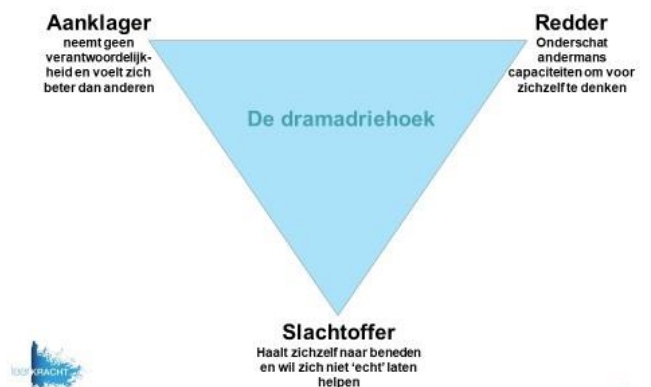 Aanklager
neemt geen
verantwoordelijk-
heid en voelt zich
beter dan anderen
Redder
Onderschat
andermans
capaciteiten om voor
zichzelf te denken
De dramadriehoek
Slachtoffer
Haalt zichzelf naar beneden
en wil zich niet ‘echt’ laten
helpen
leerKRACHT